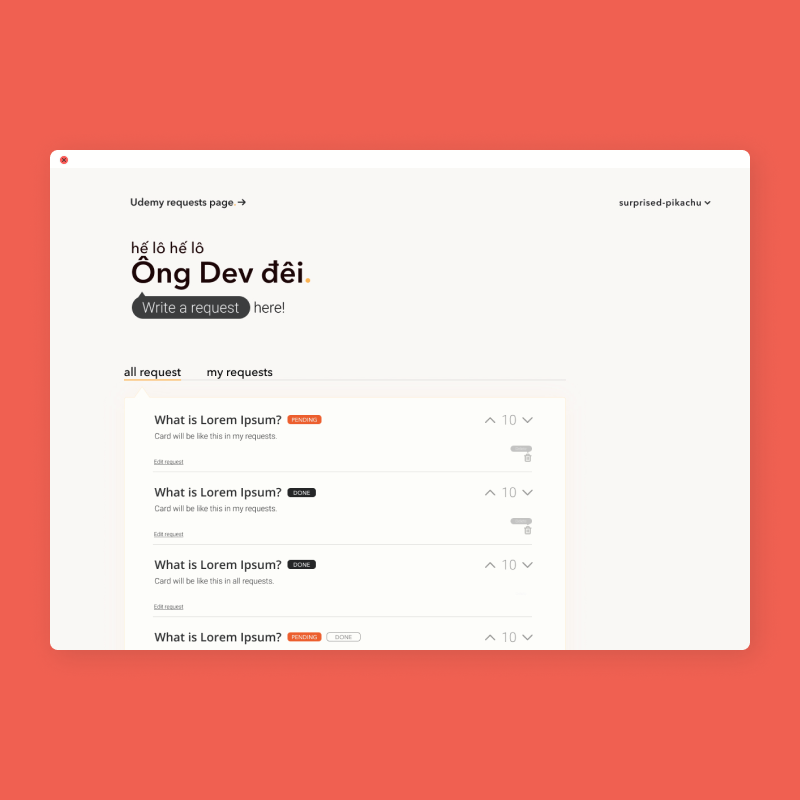 Udemy requests page. →
surprised-pikachu
hế lô hế lô
Ông Dev đêi.
Write a request here!
all request my requests
What is Lorem Ipsum? PENDING 10
Card will be like this in my requests.
Edit request
What is Lorem Ipsum? DONE 10
Card will be like this in my requests.
Edit request
What is Lorem Ipsum? DONE 10
Card will be like this in all requests.
Edit request
What is Lorem Ipsum? PENDING DONE 10